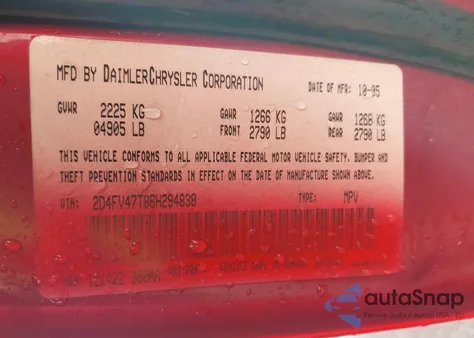 MFD BY DAIMLERCHRYSLER CORPORATION DATE OF MFR: 10-05
GVWR 2225 KG GAWR 1266 KG GAWR 1266 KG
04905 LB FRONT 2790 LB REAR 2790 LB
THIS VEHICLE CONFORMS TO ALL APPLICABLE FEDERAL MOTOR VEHICLE SAFETY, BUMPER AND
THEFT PREVENTION STANDARDS IN EFFECT ON THE DATE OF MANUFACTURE SHOWN ABOVE.
VIN: 2D4FV47T86H294838 TYPE: MPV
autoSnap